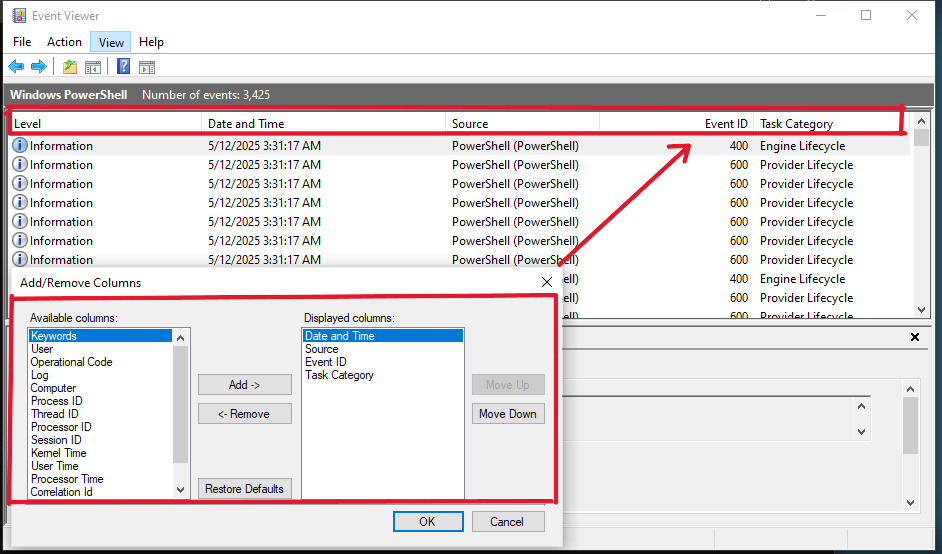 Event Viewer
File Action View Help
Windows PowerShell Number of events: 3,425
Level Date and Time Source Event ID Task Category
Information 5/12/2025 3:31:17 AM PowerShell (PowerShell) 400 Engine Lifecycle
Information 5/12/2025 3:31:17 AM PowerShell (PowerShell) 600 Provider Lifecycle
Information 5/12/2025 3:31:17 AM PowerShell (PowerShell) 600 Provider Lifecycle
Information 5/12/2025 3:31:17 AM PowerShell (PowerShell) 600 Provider Lifecycle
Information 5/12/2025 3:31:17 AM PowerShell (PowerShell) 600 Provider Lifecycle
Information 5/12/2025 3:31:17 AM PowerShell (PowerShell) 600 Provider Lifecycle
Information 5/12/2025 3:31:17 AM PowerShell (PowerShell) 600 Provider Lifecycle
400 Engine Lifecycle
600 Provider Lifecycle
600 Provider Lifecycle
Add/Remove Columns
Available columns:
Keywords
User
Operational Code
Log
Computer
Process ID
Thread ID
Processor ID
Session ID
Kernel Time
User Time
Processor Time
Correlation Id
Add ->
<- Remove
Restore Defaults
Displayed columns:
Date and Time
Source
Event ID
Task Category
Move Up
Move Down
OK
Cancel